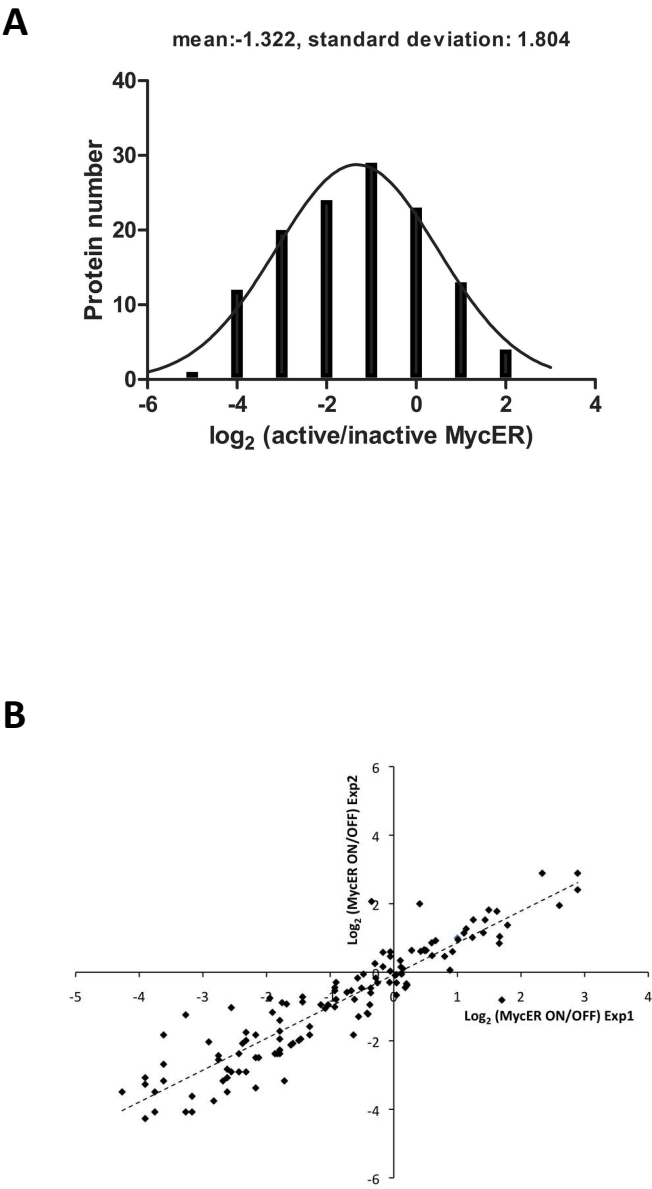 A
mean:-1.322, standard deviation: 1.804
40
30
20
10
0
Protein number
-6 -4 -2 0 2 4
log2 (active/inactive MycER)
B
Log2 (MycER ON/OFF) Exp2
6
4
2
0
-2
-4
-6
-5 -4 -3 -2 -1 0 1 2 3 4
Log2 (MycER ON/OFF) Exp1